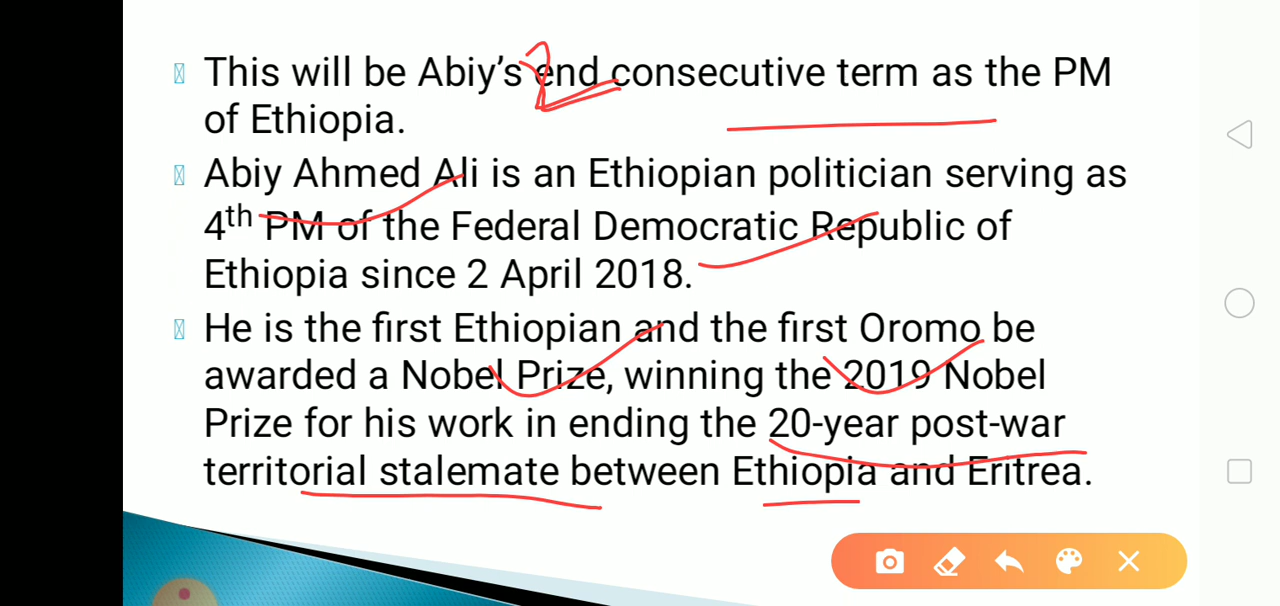 This will be Abiy's end consecutive term as the PM
of Ethiopia.
Abiy Ahmed Ali is an Ethiopian politician serving as
4th PM of the Federal Democratic Republic of
Ethiopia since 2 April 2018.
He is the first Ethiopian and the first Oromo be
awarded a Nobel Prize, winning the 2019 Nobel
Prize for his work in ending the 20-year post-war
territorial stalemate between Ethiopia and Eritrea.